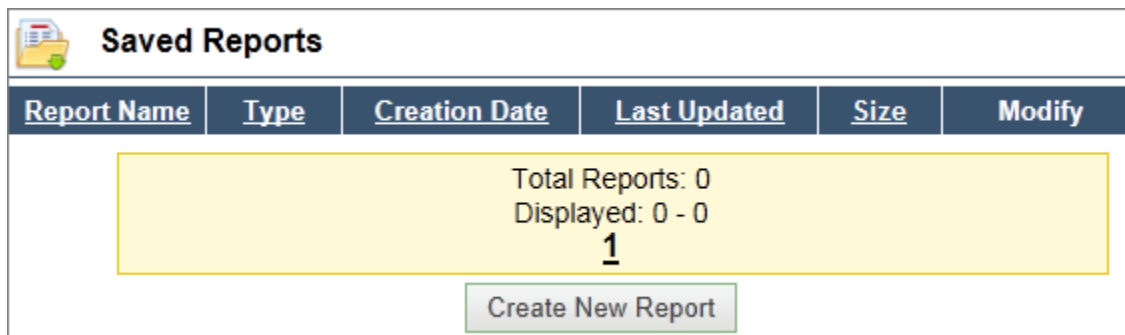 Saved Reports
Report Name Type Creation Date Last Updated Size Modify
Total Reports: 0
Displayed: 0 - 0
1
Create New Report